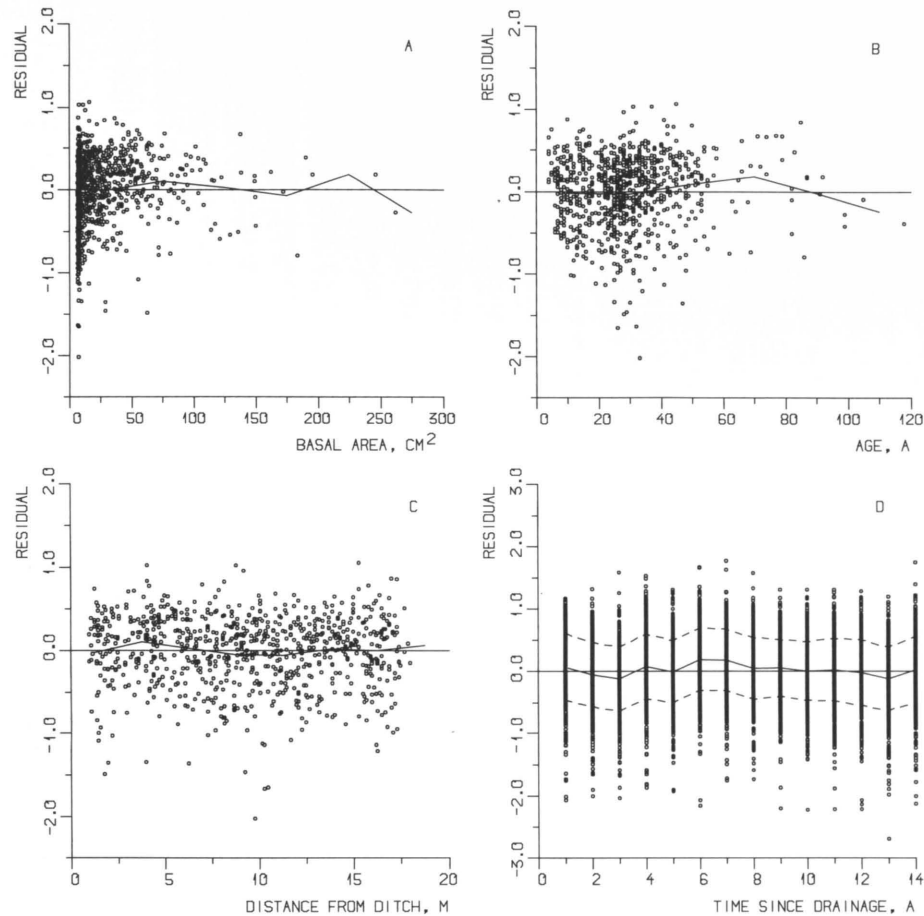 A
RESIDUAL
2.0
1.0
0.0
-1.0
-2.0
0 50 100 150 200 250 300
BASAL AREA, CM2
B
RESIDUAL
2.0
1.0
0.0
-1.0
-2.0
0 20 40 60 80 100 120
AGE, A
C
RESIDUAL
2.0
1.0
0.0
-1.0
-2.0
0 5 10 15 20
DISTANCE FROM DITCH, M
D
RESIDUAL
3.0
2.0
1.0
0.0
-1.0
-2.0
-3.0
0 2 4 6 8 10 12 14
TIME SINCE DRAINAGE, A